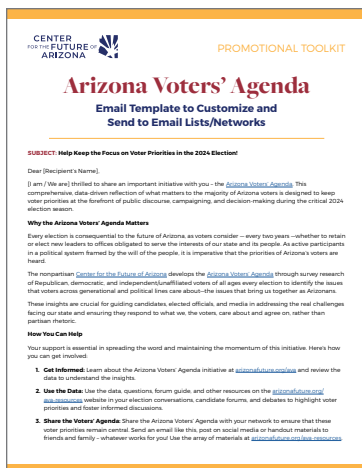 CENTER
FOR THE FUTURE OF
ARIZONA
PROMOTIONAL TOOLKIT
Arizona Voters' Agenda
Email Template to Customize and
Send to Email Lists/Networks
SUBJECT: Help Keep the Focus on Voter Priorities in the 2024 Election!
Dear [Recipient's Name],
[I am / We are] thrilled to share an important initiative with you – the Arizona Voters' Agenda. This
comprehensive, data-driven reflection of what matters to the majority of Arizona voters is designed to keep
voter priorities at the forefront of public discourse, campaigning, and decision-making during the critical 2024
election season.
Why the Arizona Voters' Agenda Matters
Every election is consequential to the future of Arizona, as voters consider — every two years —whether to retain
or elect new leaders to offices obligated to serve the interests of our state and its people. As active participants
in a political system framed by the will of the people, it is imperative that the priorities of Arizona's voters are
heard.
The nonpartisan Center for the Future of Arizona develops the Arizona Voters' Agenda through survey research
of Republican, democratic, and independent/unaffiliated voters of all ages every election to identify the issues
that voters across generational and political lines care about—the issues that bring us together as Arizonans.
These insights are crucial for guiding candidates, elected officials, and media in addressing the real challenges
facing our state and ensuring they respond to what we, the voters, care about and agree on, rather than
partisan rhetoric.
How You Can Help
Your support is essential in spreading the word and maintaining the momentum of this initiative. Here's how
you can get involved:
1. Get Informed: Learn about the Arizona Voters' Agenda initiative at arizonafuture.org/ava and review the
data to understand the insights.
2. Use the Data: Use the data, questions, forum guide, and other resources on the arizonafuture.org/
ava-resources website in your election conversations, candidate forums, and debates to highlight voter
priorities and foster informed discussions.
3. Share the Voters' Agenda: Share the Arizona Voters' Agenda with your network to ensure that these
voter priorities remain central. Send an email like this, post on social media or handout materials to
friends and family – whatever works for you! Use the array of materials at arizonafuture.org/ava-resources.